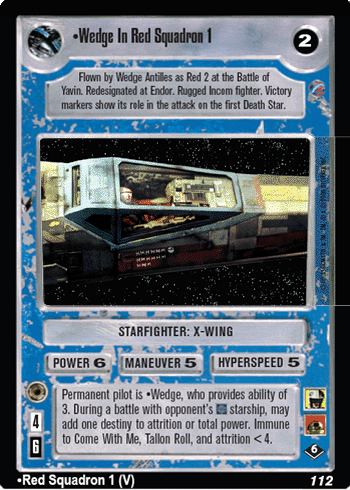 •Wedge In Red Squadron 1
2
Flown by Wedge Antilles as Red 2 at the Battle of
Yavin. Redesignated at Endor. Rugged Incom fighter. Victory
markers show its role in the attack on the first Death Star.
STARFIGHTER: X-WING
POWER 6 MANEUVER 5 HYPERSPEED 5
Permanent pilot is •Wedge, who provides ability of
3. During a battle with opponent's starship, may
add one destiny to attrition or total power. Immune
to Come With Me, Tallon Roll, and attrition < 4.
4
6
6
•Red Squadron 1 (V)
112